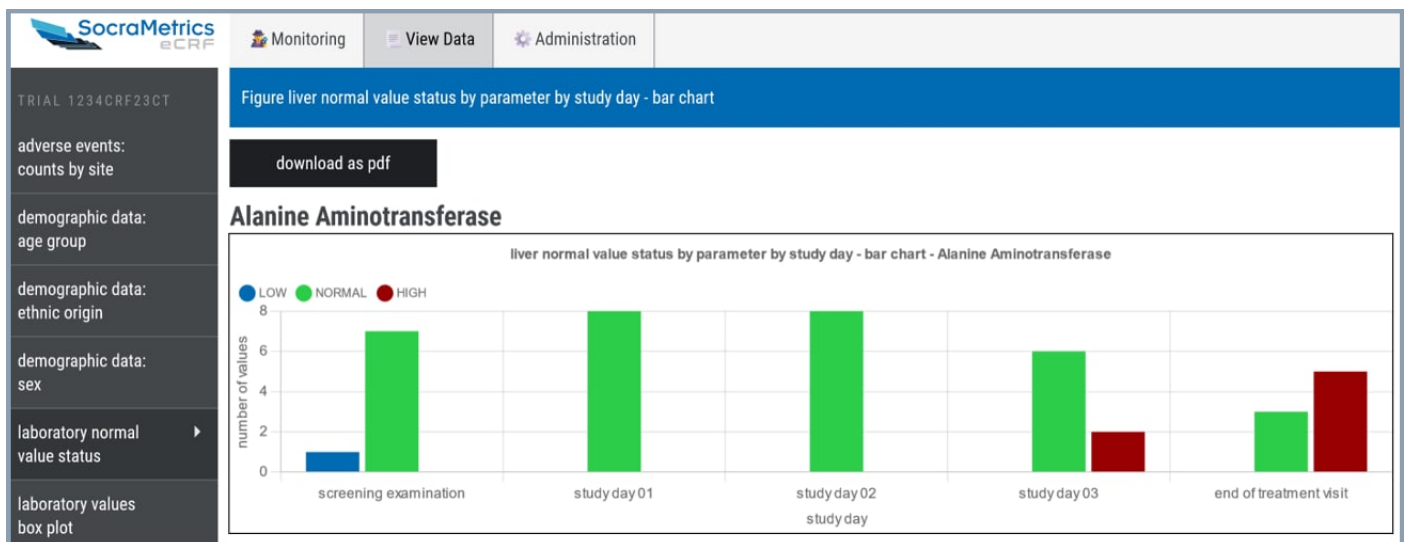 SocraMetrics
eCRF
Monitoring
View Data
Administration
TRIAL 1234CRF23CT
adverse events:
counts by site
demographic data:
age group
demographic data:
ethnic origin
demographic data:
sex
laboratory normal
value status
laboratory values
box plot
Figure liver normal value status by parameter by study day - bar chart
download as pdf
Alanine Aminotransferase
liver normal value status by parameter by study day - bar chart - Alanine Aminotransferase
LOW NORMAL HIGH
number of values
8
6
4
2
0
screening examination
study day 01
study day 02
study day 03
end of treatment visit
study day